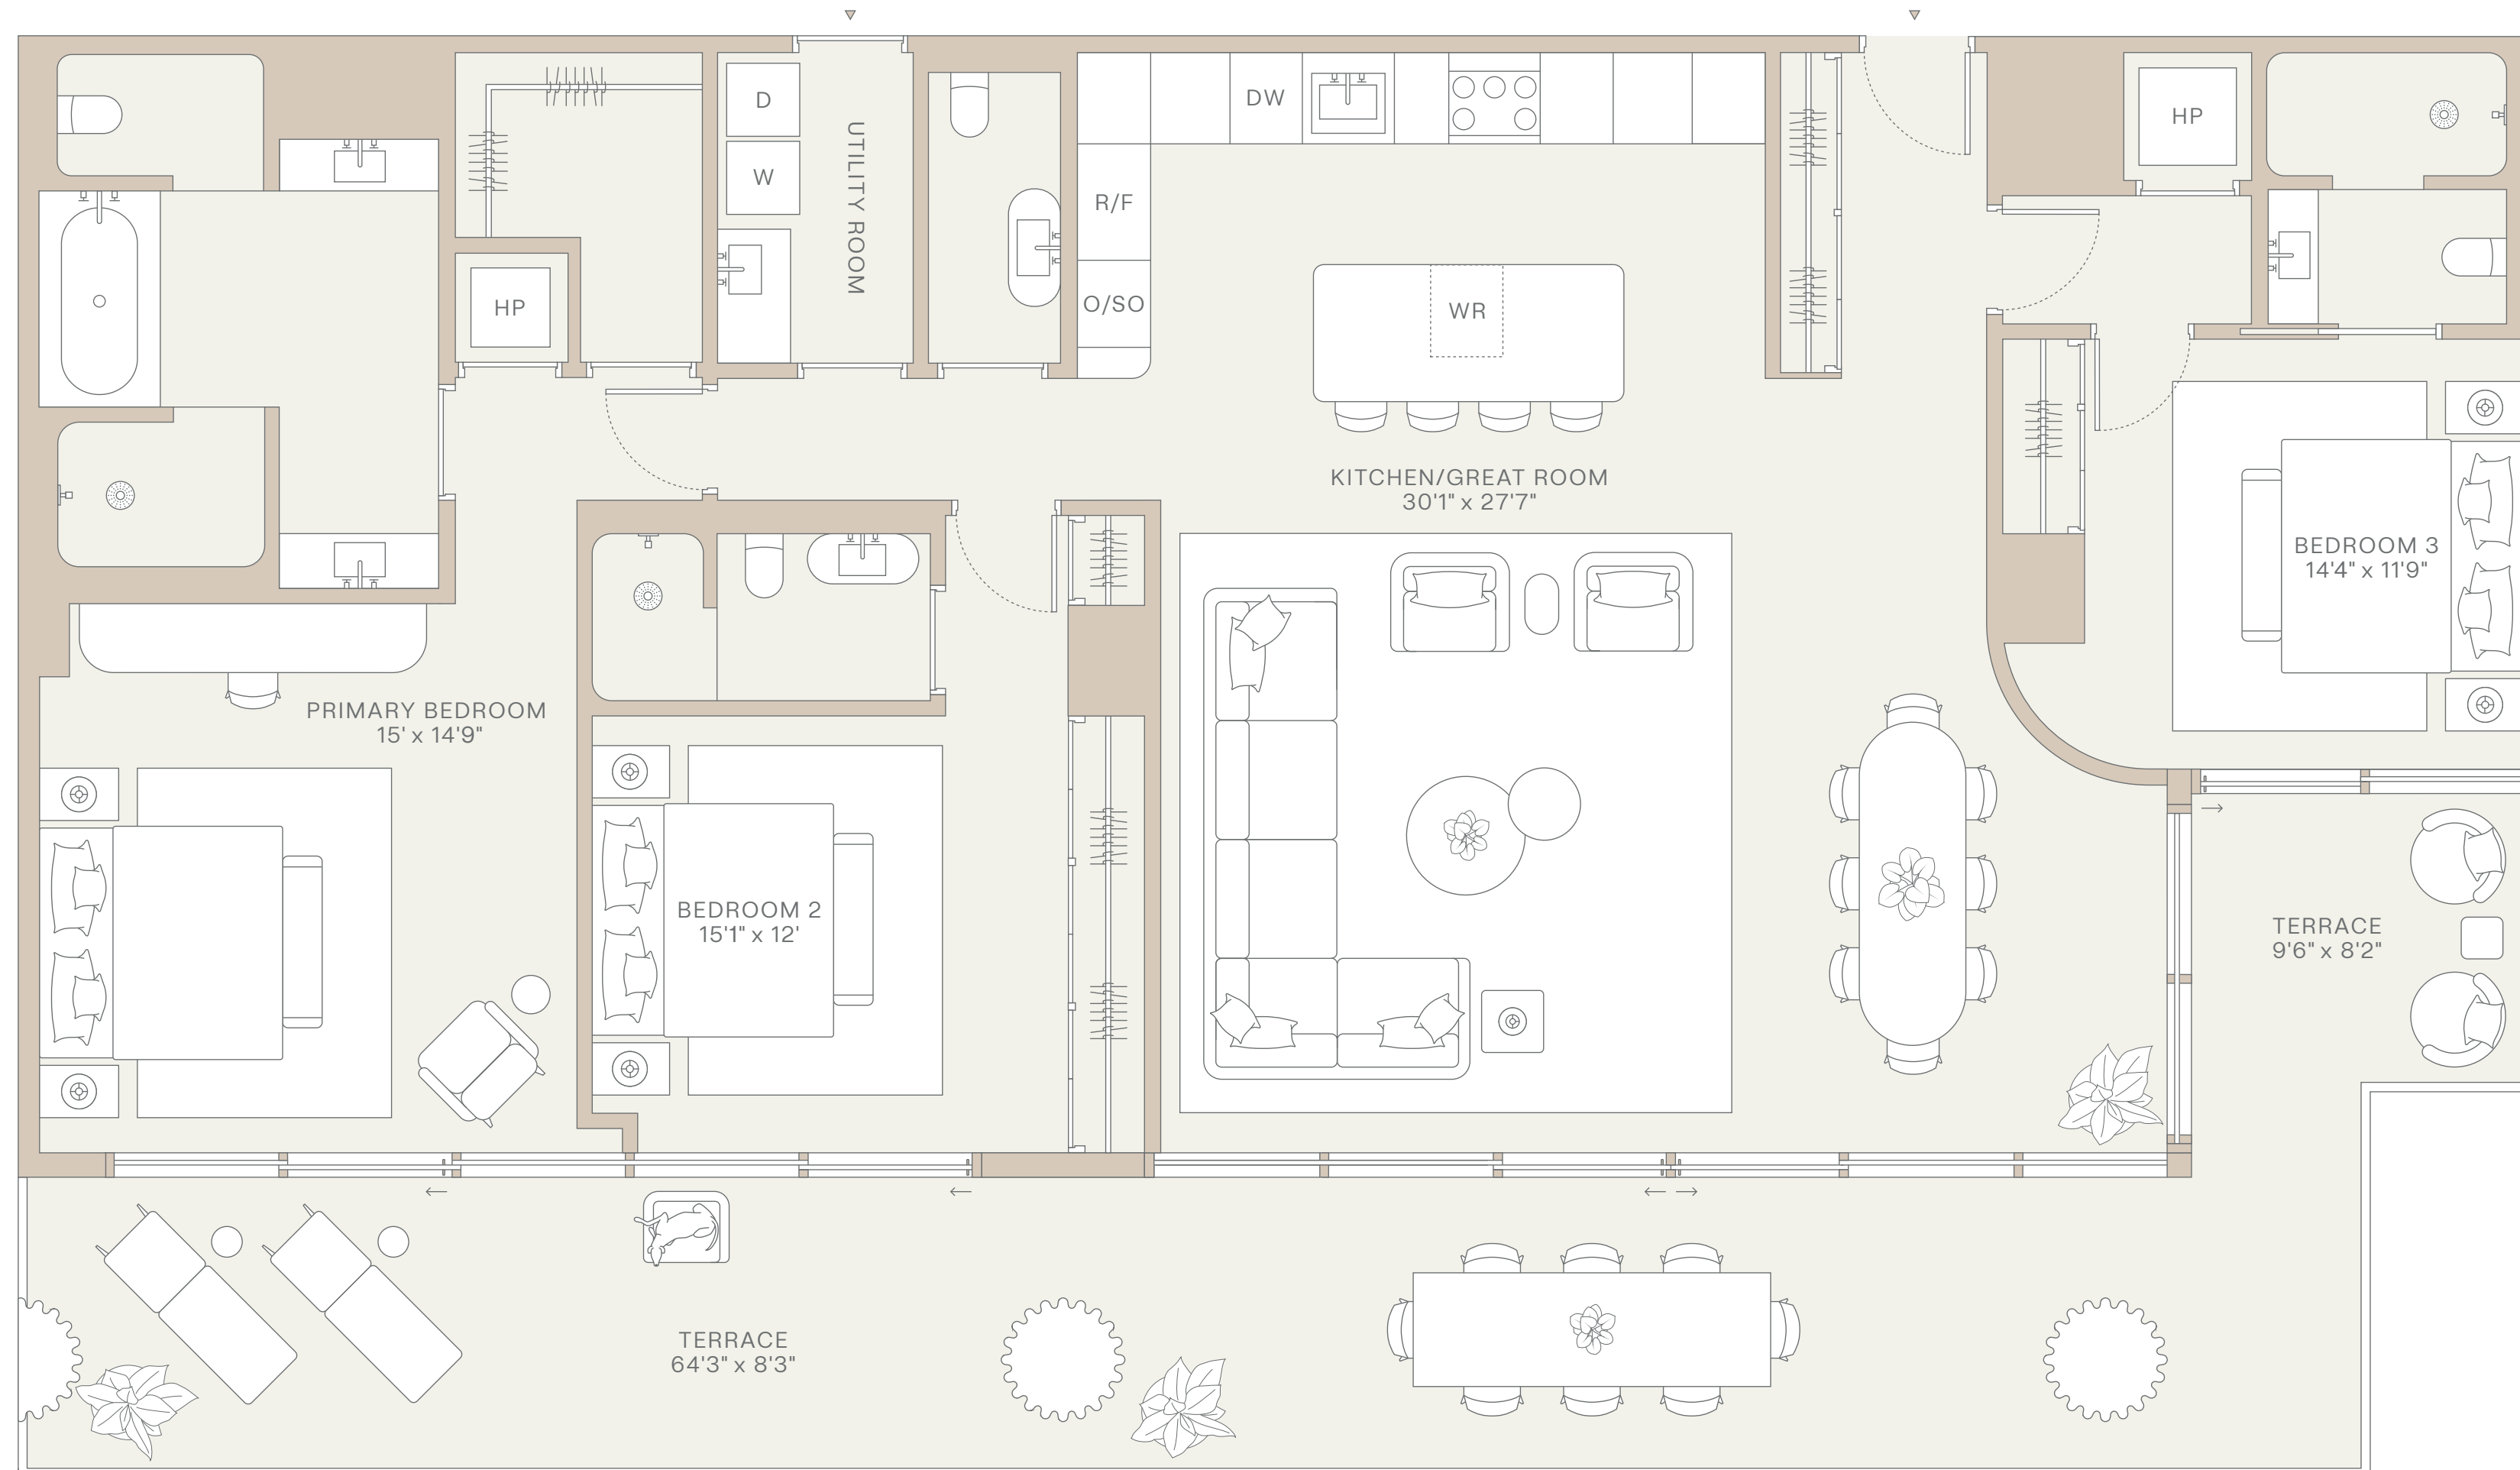 D
W
UTILITY ROOM
HP
DW
R/F
O/SO
WR
HP
KITCHEN/GREAT ROOM
30'1" x 27'7"
BEDROOM 3
14'4" x 11'9"
PRIMARY BEDROOM
15' x 14'9"
BEDROOM 2
15'1" x 12'
TERRACE
9'6" x 8'2"
TERRACE
64'3" x 8'3"